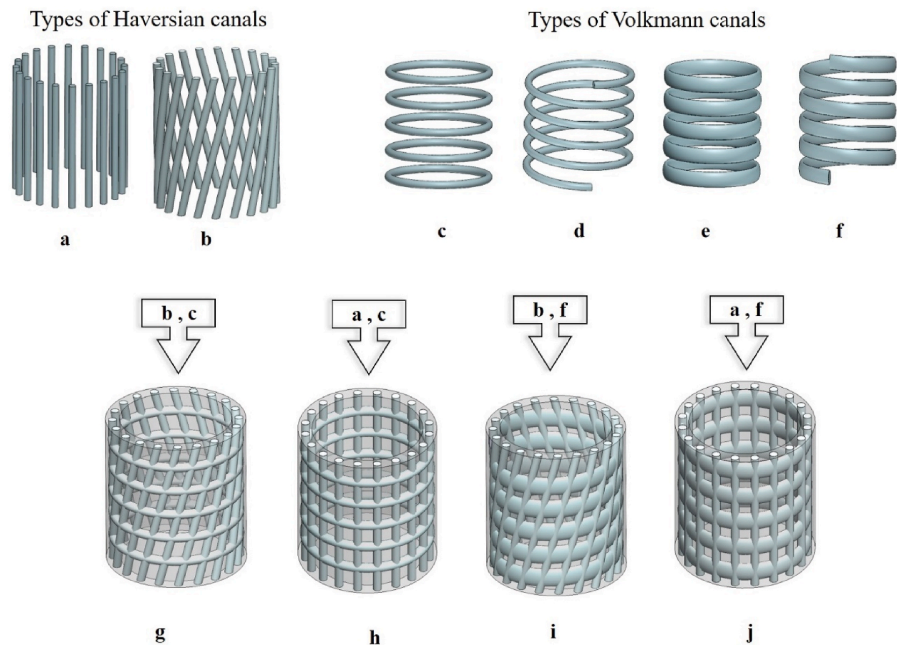 Types of Haversian canals
Types of Volkmann canals
a
b
c
d
e
f
b , c
a , c
b , f
a , f
g
h
i
j